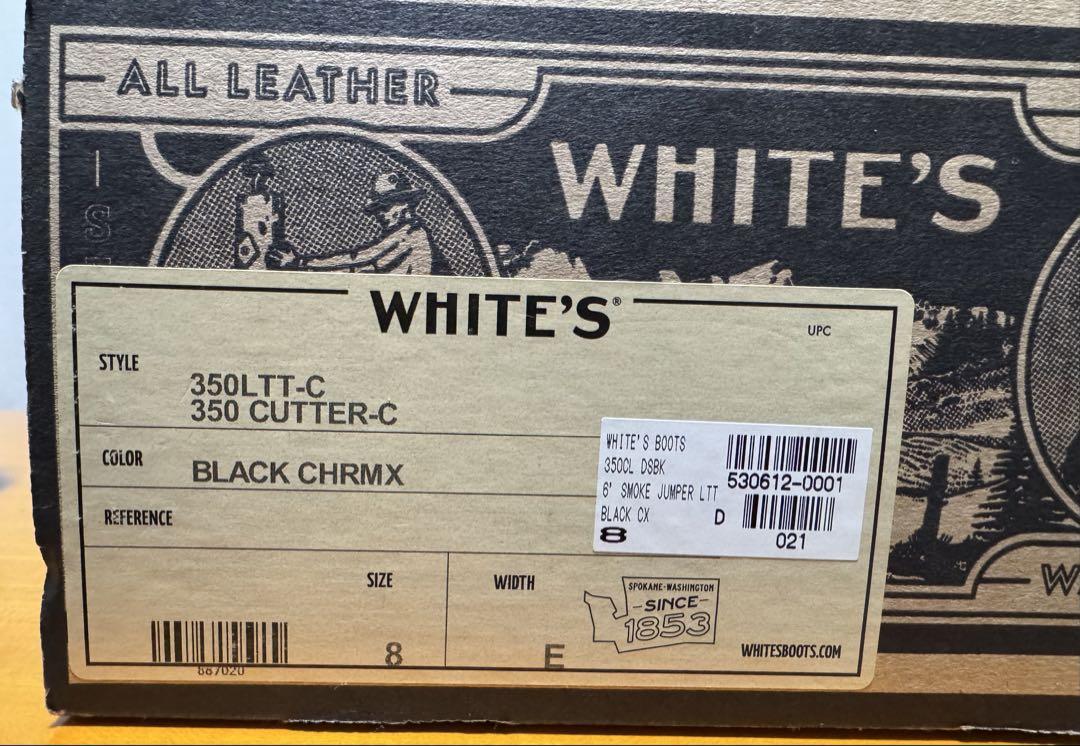 ALL LEATHER
WHITE'S
IS
WHITE'S®
UPC
STYLE
350LTT-C
350 CUTTER-C
COLOR
BLACK CHRMX
REFERENCE
SIZE
8
WIDTH
E
SPOKANE-WASHINGTON
-SINCE-
1853
WHITESBOOTS.COM
WHITE'S BOOTS
350CL DSBK
6' SMOKE JUMPER LTT
BLACK CX
D
8
530612-0001
021